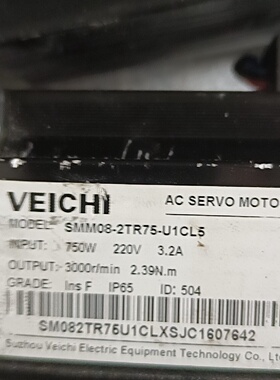 VEICHI AC SERVO MOTO
MODEL: SMM08-2TR75-U1CL5
INPUT: 750W 220V 3.2A
OUTPUT: 3000r/min 2.39N.m
GRADE: Ins F IP65 ID: 504
SM082TR75U1CLXSJC1607642
Suzhou Veichi Electric Equipment Technology Co., Ltd